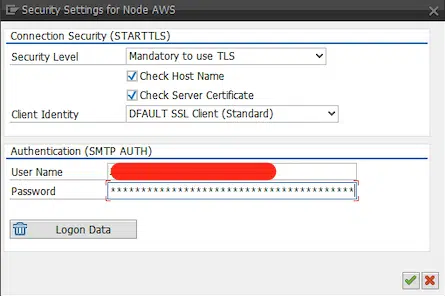 Security Settings for Node AWS
Connection Security (STARTTLS)
Security Level Mandatory to use TLS
Check Host Name
Check Server Certificate
Client Identity DFAULT SSL Client (Standard)
Authentication (SMTP AUTH)
User Name
Password ****************************************
Logon Data